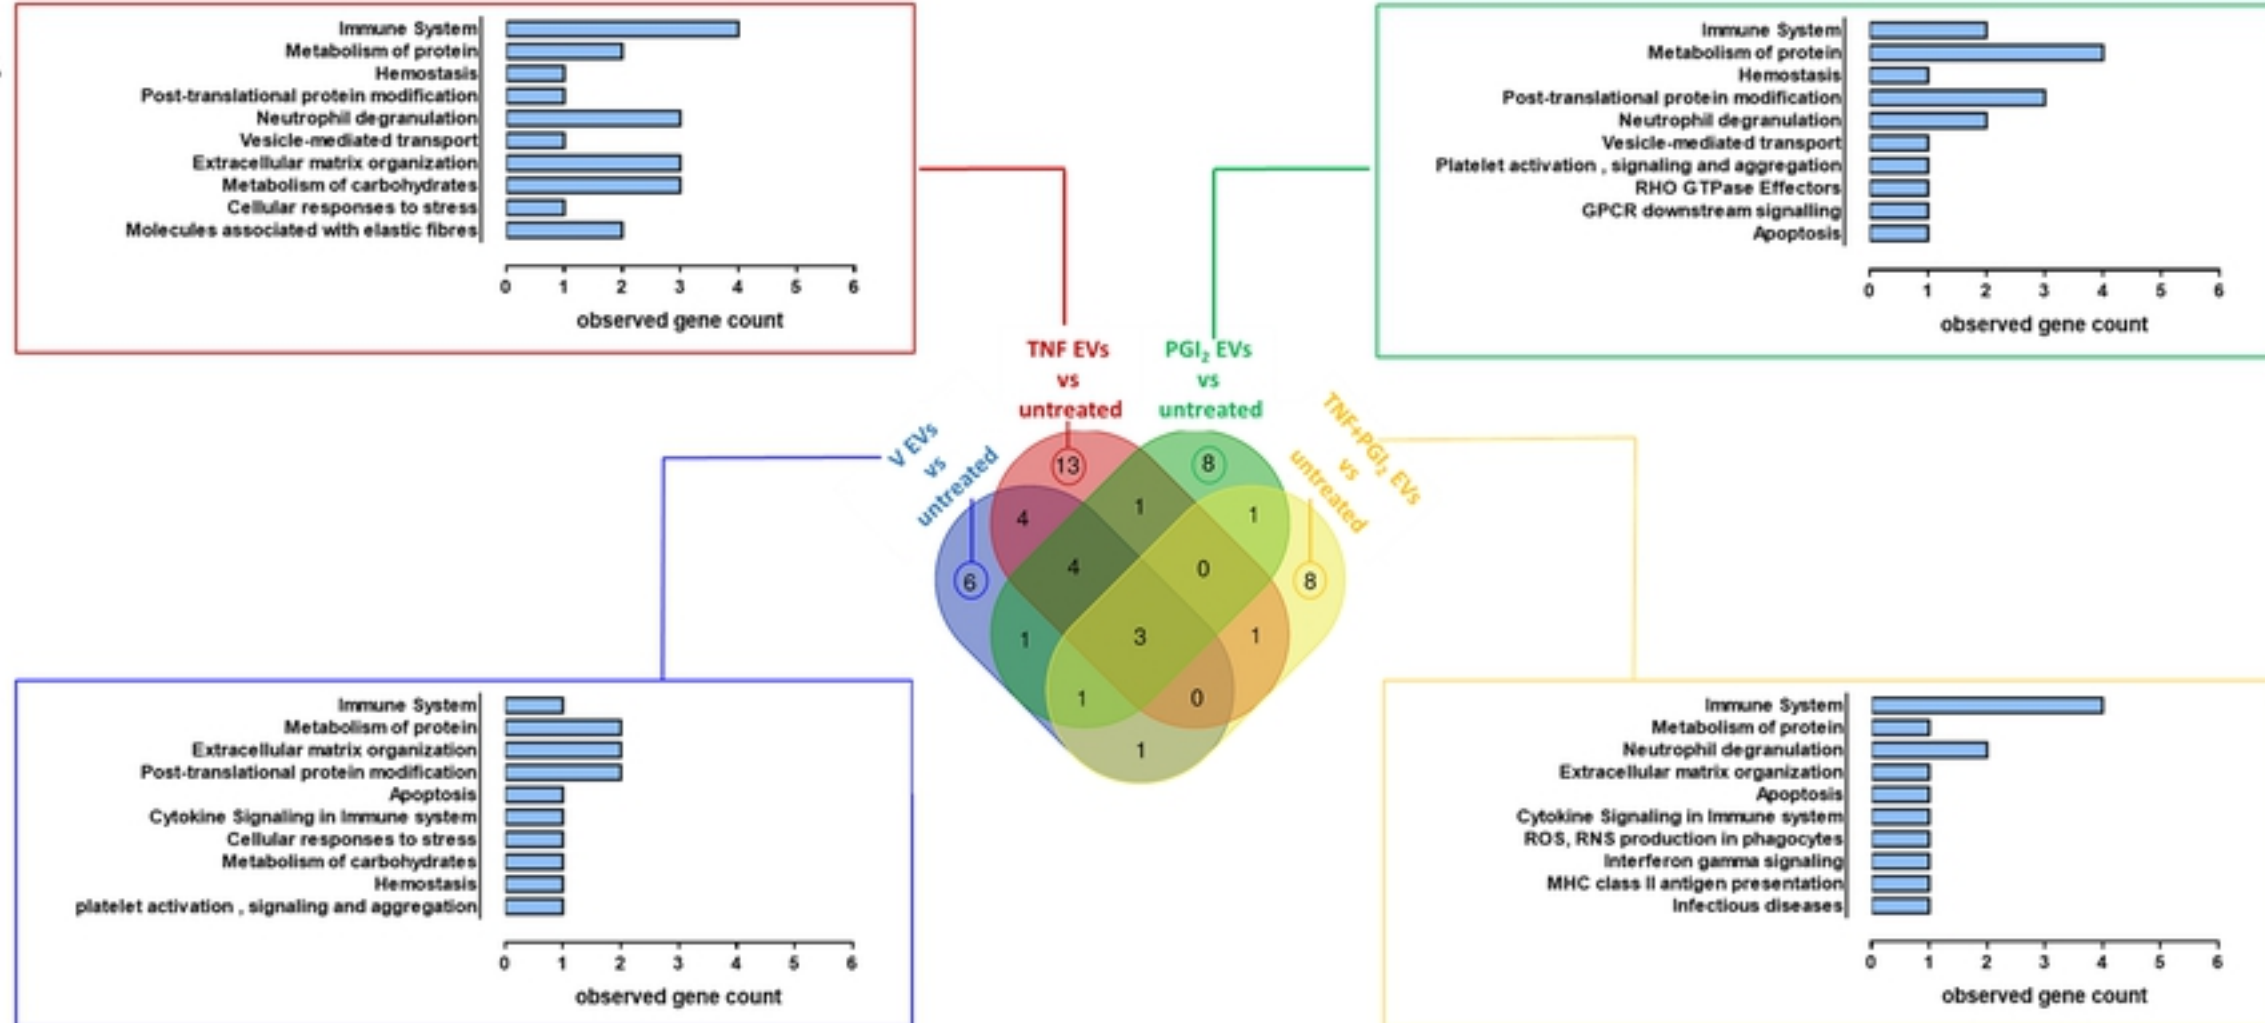 Immune System
Metabolism of protein
Hemostasis
Post-translational protein modification
Neutrophil degranulation
Vesicle-mediated transport
Extracellular matrix organization
Metabolism of carbohydrates
Cellular responses to stress
Molecules associated with elastic fibres
0 1 2 3 4 5 6
observed gene count
Immune System
Metabolism of protein
Hemostasis
Post-translational protein modification
Neutrophil degranulation
Vesicle-mediated transport
Platelet activation , signaling and aggregation
RHO GTPase Effectors
GPCR downstream signalling
Apoptosis
0 1 2 3 4 5 6
observed gene count
TNF EVs
vs
untreated
PGI₂ EVs
vs
untreated
V EVs
vs
untreated
TNF+PGI₂ EVs
vs
untreated
13 8
4 1 1
6 4 0 8
1 3 1
1 0
1
Immune System
Metabolism of protein
Extracellular matrix organization
Post-translational protein modification
Apoptosis
Cytokine Signaling in Immune system
Cellular responses to stress
Metabolism of carbohydrates
Hemostasis
platelet activation , signaling and aggregation
0 1 2 3 4 5 6
observed gene count
Immune System
Metabolism of protein
Neutrophil degranulation
Extracellular matrix organization
Apoptosis
Cytokine Signaling in Immune system
ROS, RNS production in phagocytes
Interferon gamma signaling
MHC class II antigen presentation
Infectious diseases
0 1 2 3 4 5 6
observed gene count